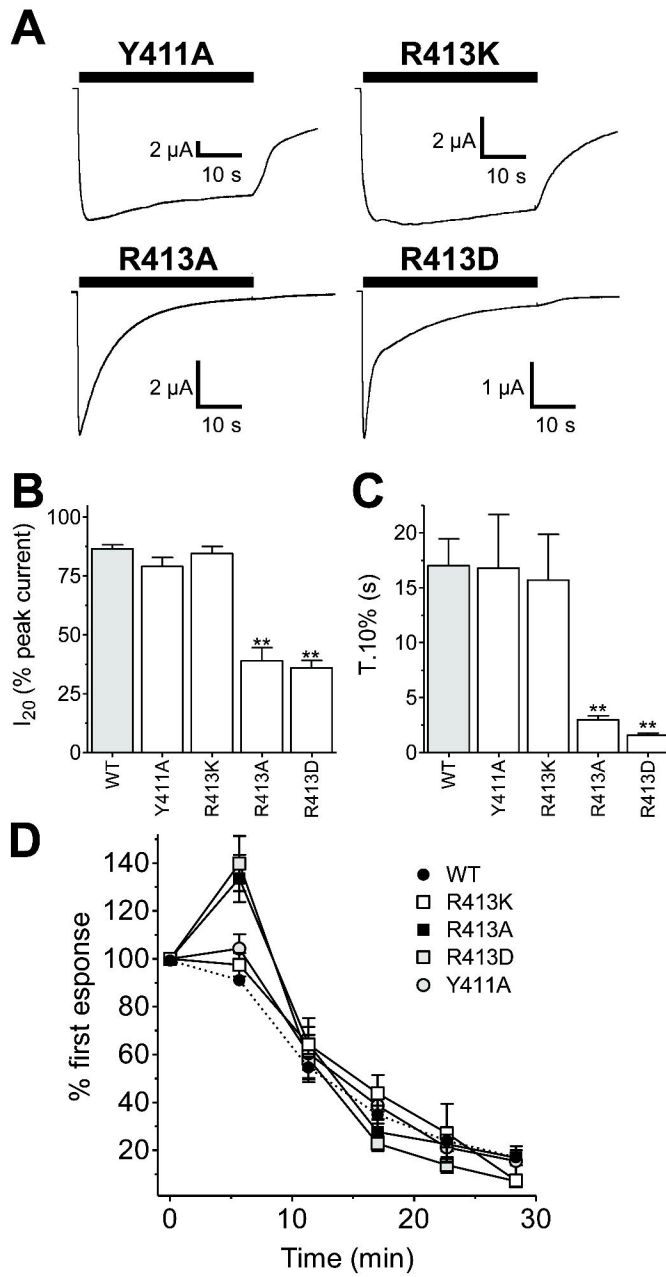 A
Y411A
R413K
2 µA
10 s
2 µA
10 s
R413A
R413D
2 µA
10 s
1 µA
10 s
B
I20 (% peak current)
100
75
50
25
0
WT
Y411A
R413K
R413A
R413D
**
**
C
T.10% (s)
20
15
10
5
0
WT
Y411A
R413K
R413A
R413D
**
**
D
% first esponse
140
120
100
80
60
40
20
0
10
20
30
Time (min)
WT
R413K
R413A
R413D
Y411A